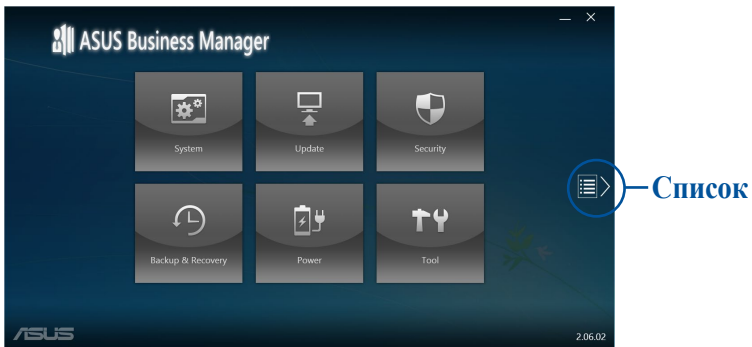 ASUS Business Manager
System
Update
Security
Список
Backup & Recovery
Power
Tool
ASUS
2.06.02